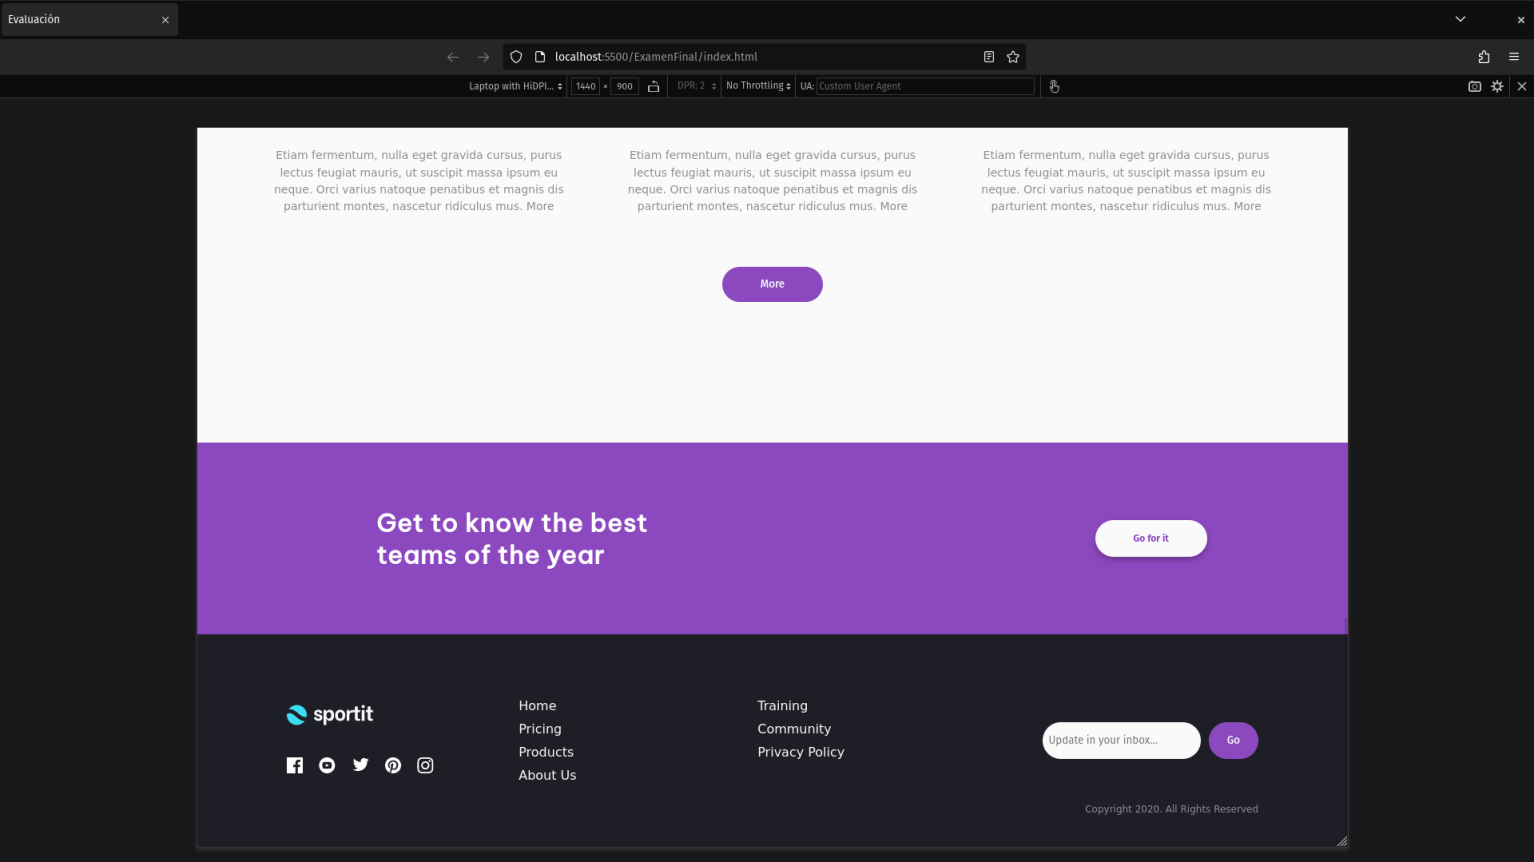 Evaluación
localhost:5500/ExamenFinal/index.html
Laptop with HiDPI... 1440 × 900 DPR: 2 No Throttling UA: Custom User Agent
Etiam fermentum, nulla eget gravida cursus, purus
lectus feugiat mauris, ut suscipit massa ipsum eu
neque. Orci varius natoque penatibus et magnis dis
parturient montes, nascetur ridiculus mus. More
Etiam fermentum, nulla eget gravida cursus, purus
lectus feugiat mauris, ut suscipit massa ipsum eu
neque. Orci varius natoque penatibus et magnis dis
parturient montes, nascetur ridiculus mus. More
Etiam fermentum, nulla eget gravida cursus, purus
lectus feugiat mauris, ut suscipit massa ipsum eu
neque. Orci varius natoque penatibus et magnis dis
parturient montes, nascetur ridiculus mus. More
More
Get to know the best
teams of the year
Go for it
sportit
Home
Pricing
Products
About Us
Training
Community
Privacy Policy
Update in your inbox...
Go
Copyright 2020. All Rights Reserved